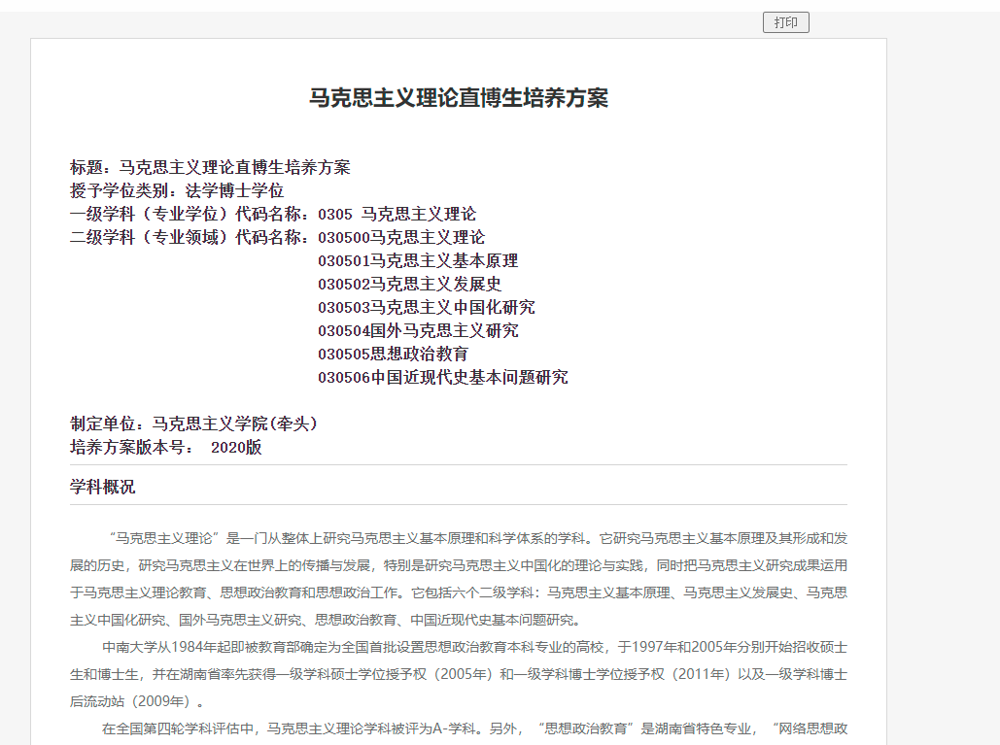 打印
马克思主义理论直博生培养方案
标题：马克思主义理论直博生培养方案
授予学位类别：法学博士学位
一级学科（专业学位）代码名称：0305 马克思主义理论
二级学科（专业领域）代码名称：030500马克思主义理论
030501马克思主义基本原理
030502马克思主义发展史
030503马克思主义中国化研究
030504国外马克思主义研究
030505思想政治教育
030506中国近现代史基本问题研究
制定单位：马克思主义学院(牵头)
培养方案版本号： 2020版
学科概况
“马克思主义理论”是一门从整体上研究马克思主义基本原理和科学体系的学科。它研究马克思主义基本原理及其形成和发
展的历史，研究马克思主义在世界上的传播与发展，特别是研究马克思主义中国化的理论与实践，同时把马克思主义研究成果运用
于马克思主义理论教育、思想政治教育和思想政治工作。它包括六个二级学科：马克思主义基本原理、马克思主义发展史、马克思
主义中国化研究、国外马克思主义研究、思想政治教育、中国近现代史基本问题研究。
中南大学从1984年起即被教育部确定为全国首批设置思想政治教育本科专业的高校，于1997年和2005年分别开始招收硕士
生和博士生，并在湖南省率先获得一级学科硕士学位授予权（2005年）和一级学科博士学位授予权（2011年）以及一级学科博士
后流动站（2009年）。
在全国第四轮学科评估中，马克思主义理论学科被评为A-学科。另外，“思想政治教育”是湖南省特色专业，“网络思想政